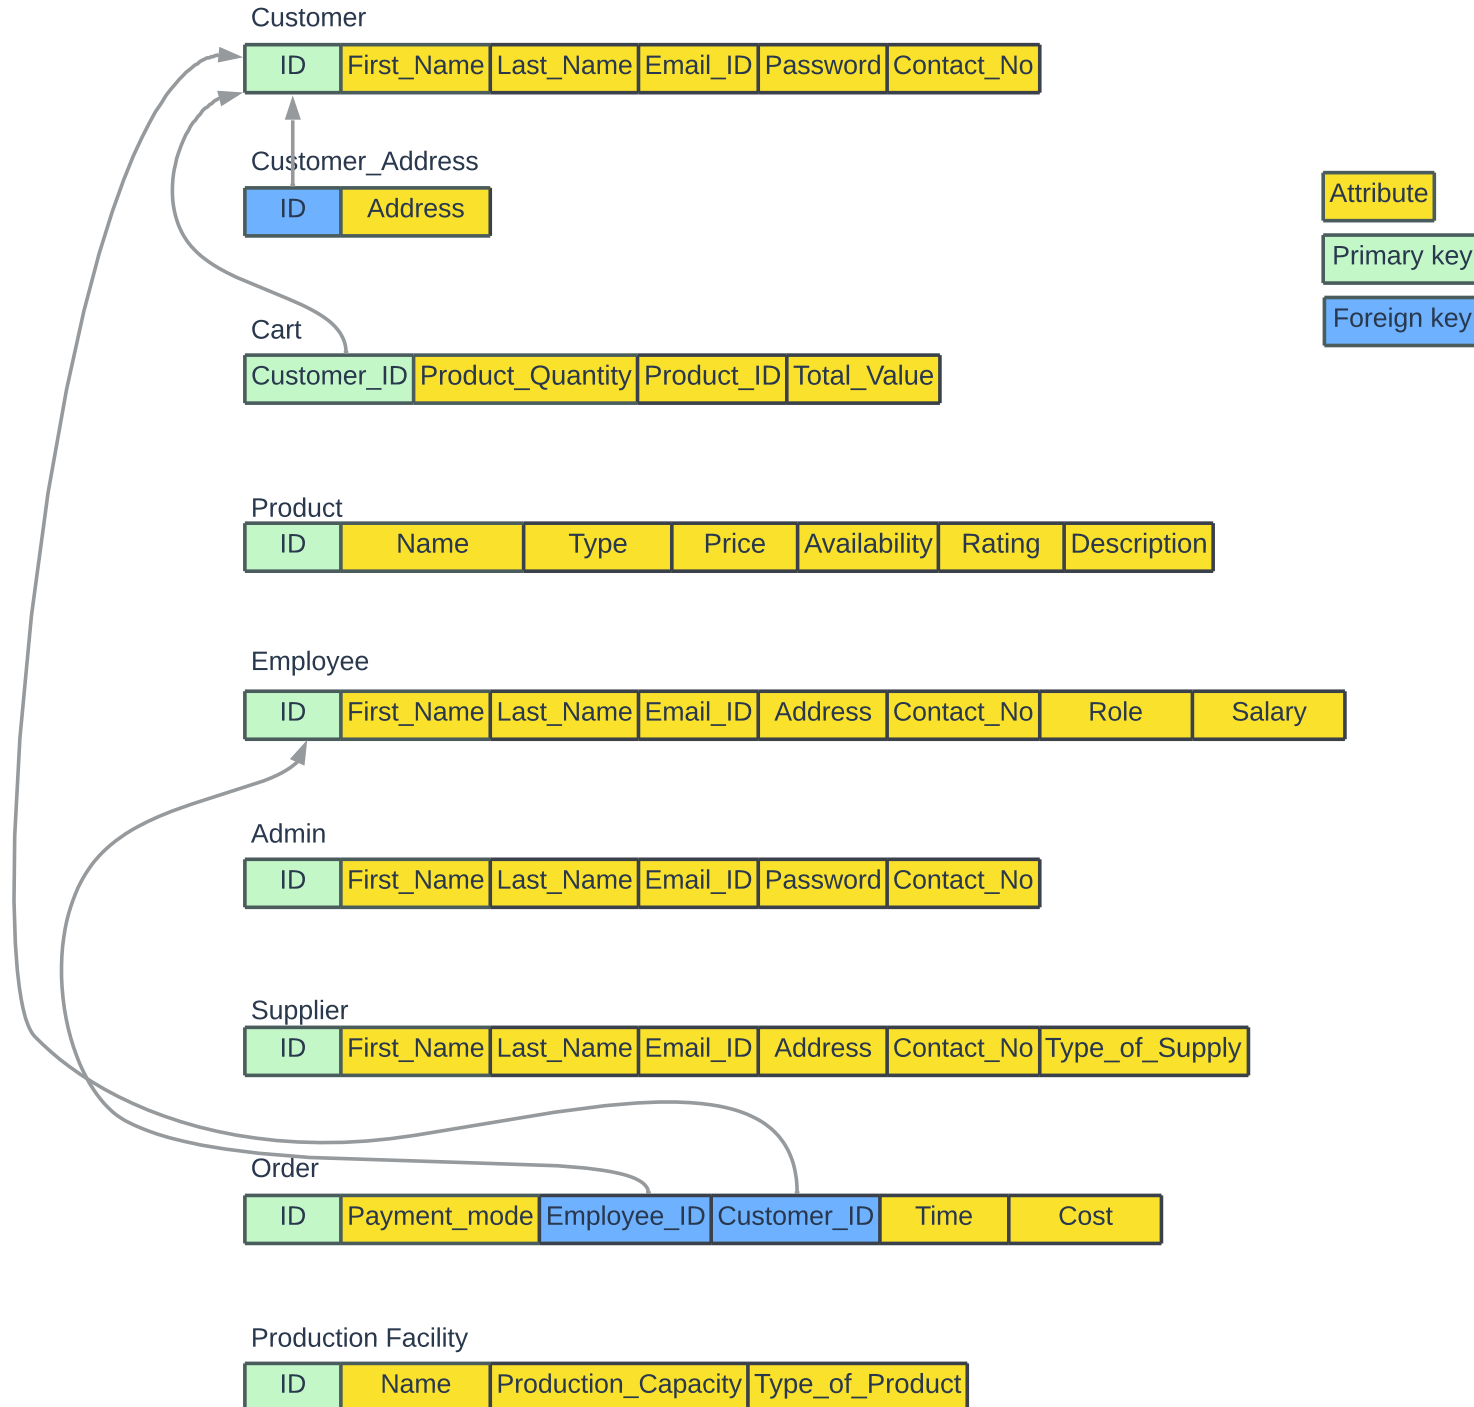 Customer
ID First_Name Last_Name Email_ID Password Contact_No
Customer_Address
ID Address
Attribute
Primary key
Foreign key
Cart
Customer_ID Product_Quantity Product_ID Total_Value
Product
ID Name Type Price Availability Rating Description
Employee
ID First_Name Last_Name Email_ID Address Contact_No Role Salary
Admin
ID First_Name Last_Name Email_ID Password Contact_No
Supplier
ID First_Name Last_Name Email_ID Address Contact_No Type_of_Supply
Order
ID Payment_mode Employee_ID Customer_ID Time Cost
Production Facility
ID Name Production_Capacity Type_of_Product